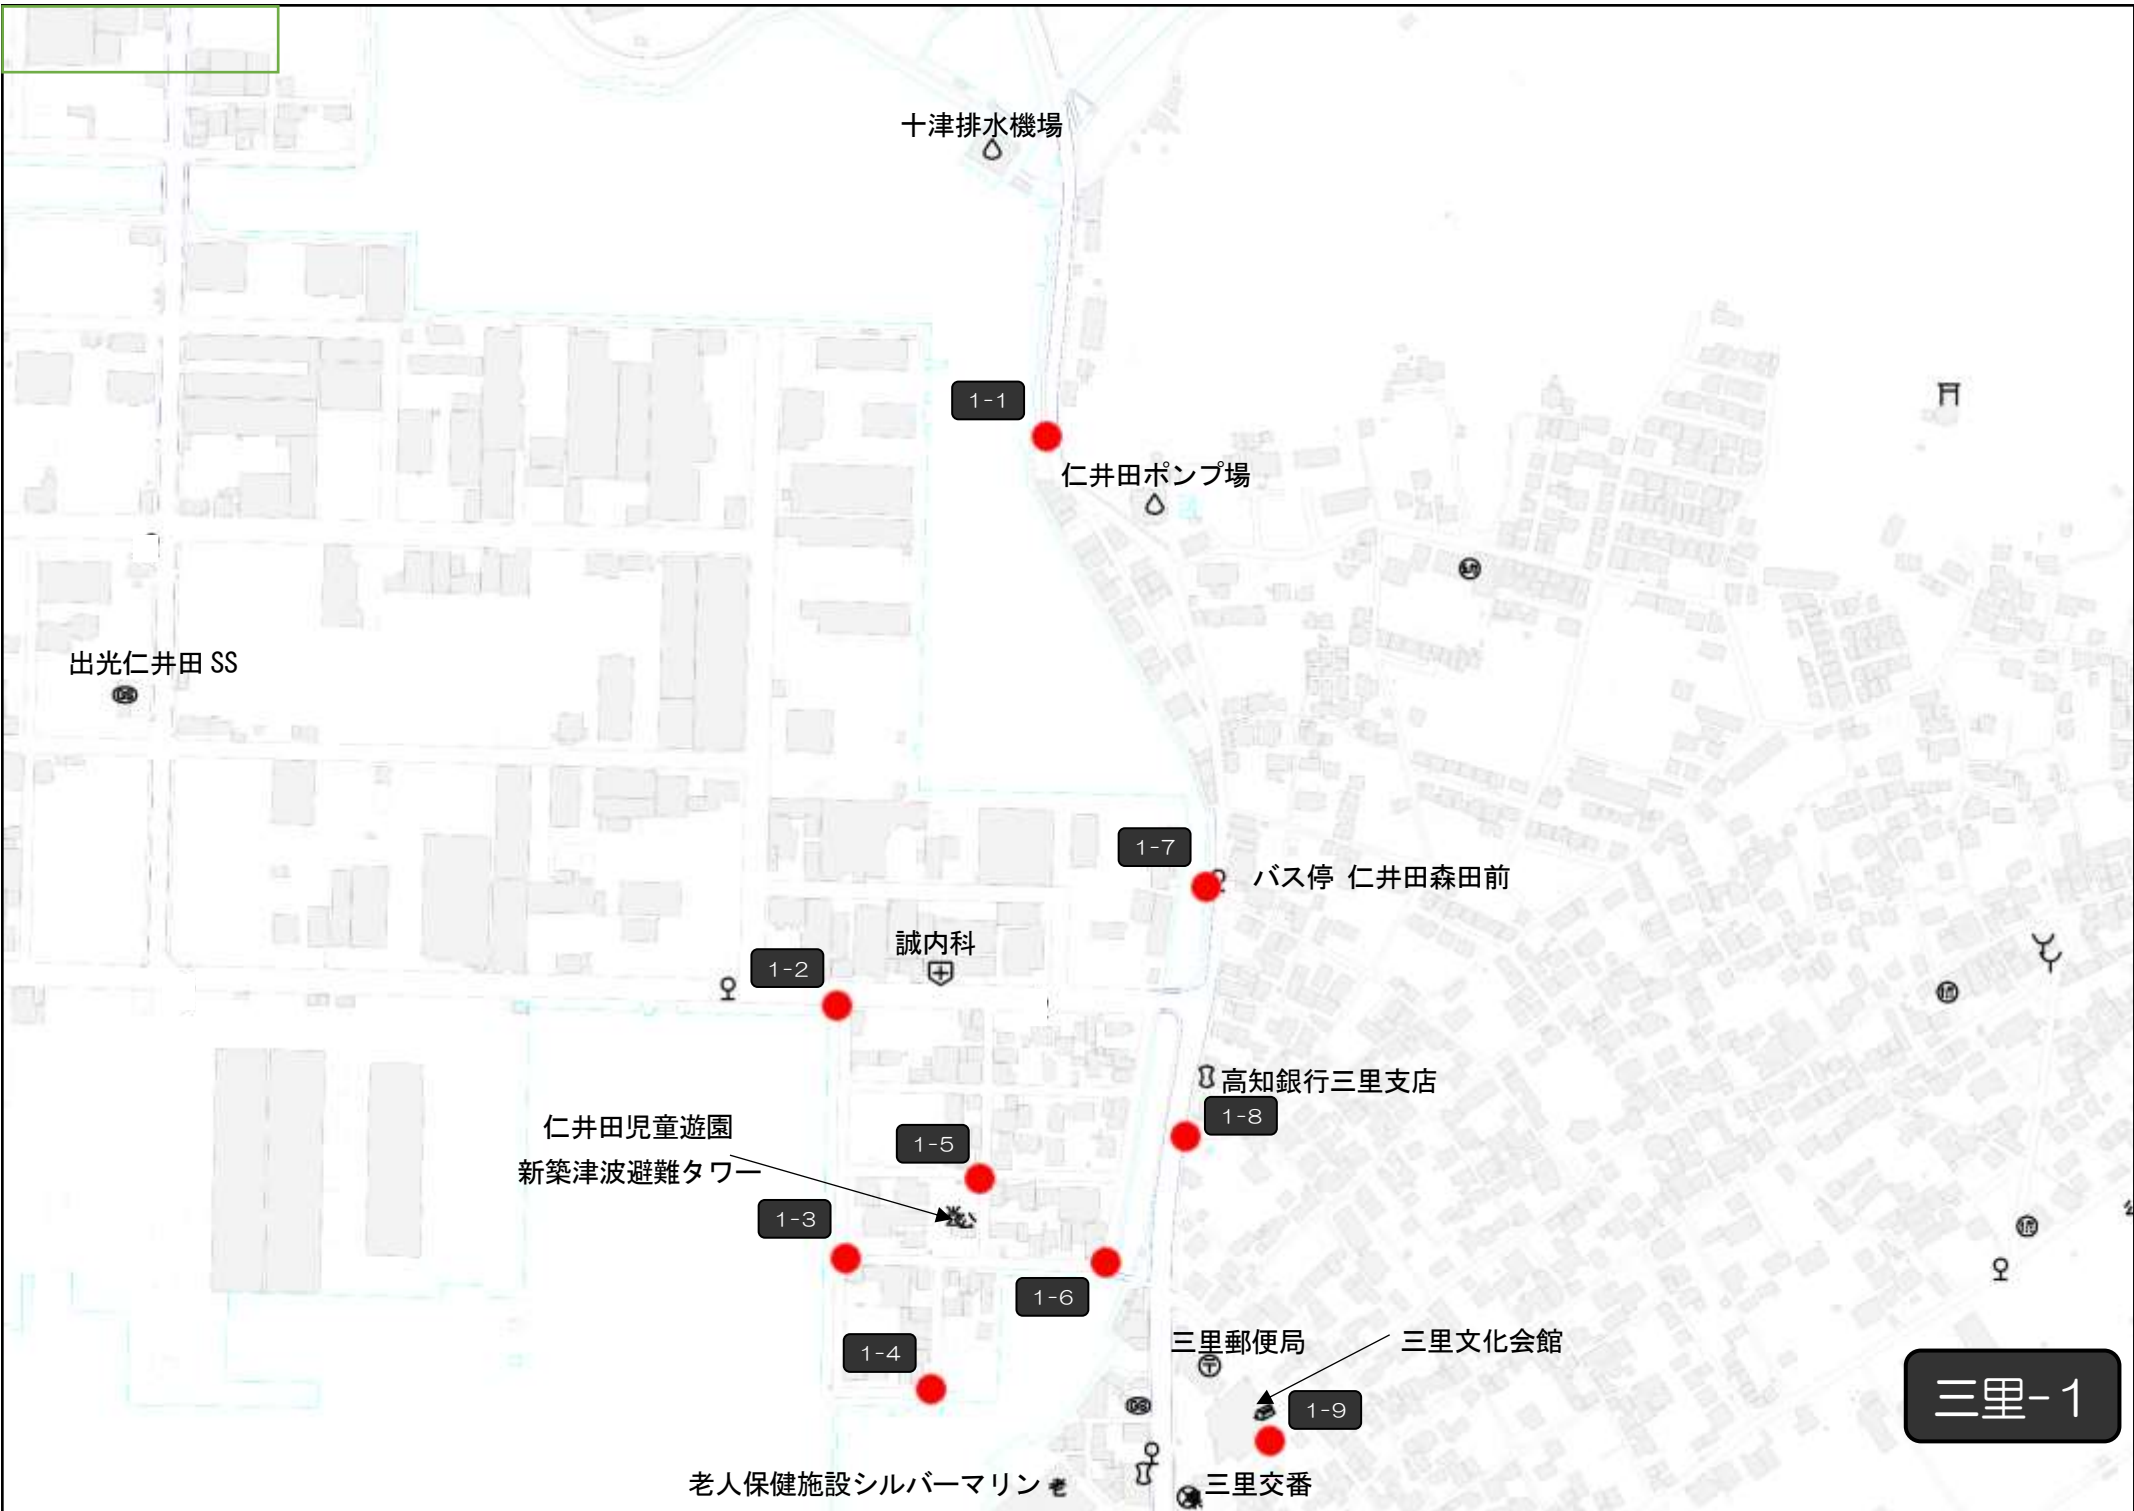 十津排水機場
1-1
仁井田ポンプ場
出光仁井田 SS
1-7
バス停 仁井田森田前
誠内科
1-2
高知銀行三里支店
1-8
仁井田児童遊園
新築津波避難タワー
1-5
1-3
1-6
三里郵便局
三里文化会館
1-4
1-9
三里-1
老人保健施設シルバーマリン
三里交番